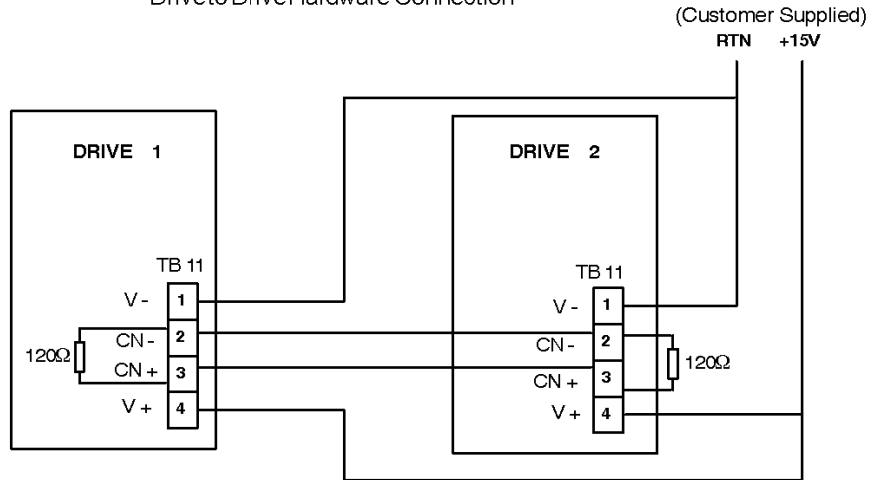 Drive to Drive Hardware Connection
(Customer Supplied)
RTN +15V
DRIVE 1
TB 11
V - 1
CN - 2
120Ω
CN + 3
V + 4
DRIVE 2
TB 11
V - 1
CN - 2
120Ω
CN + 3
V + 4